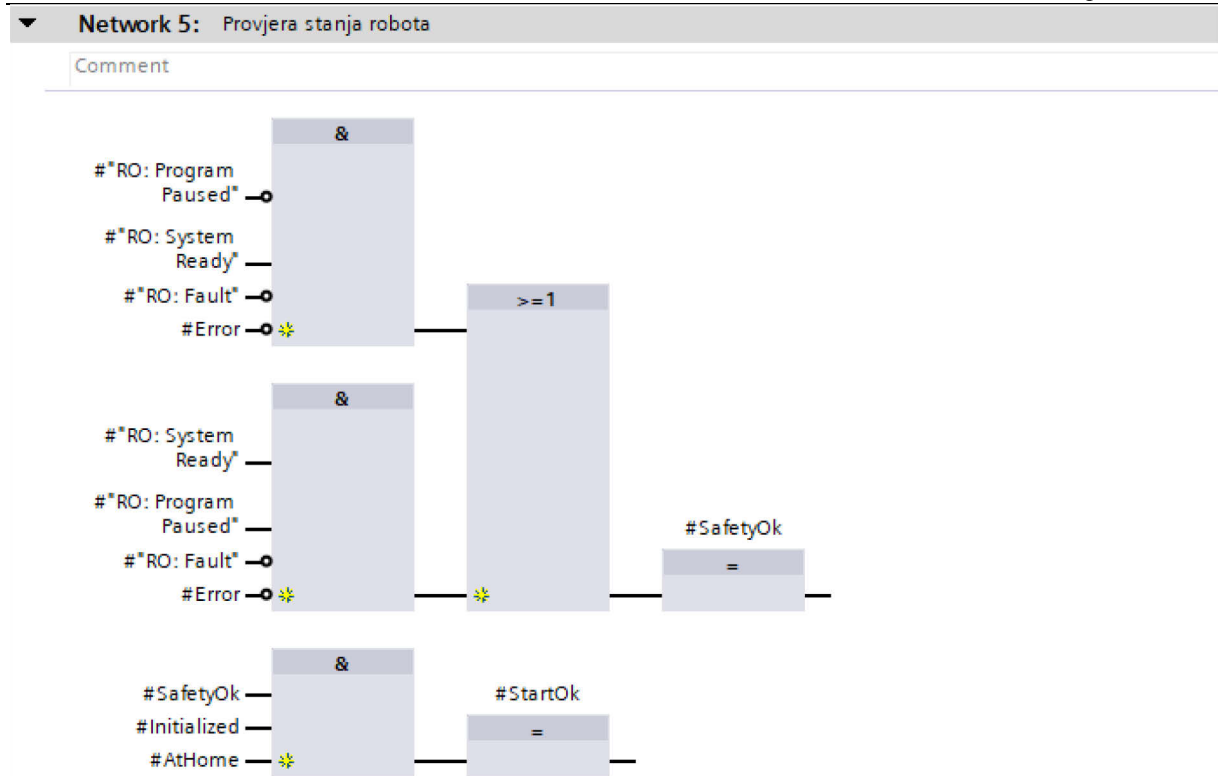 Network 5: Provjera stanja robota
Comment
&
#"RO: Program
Paused"
#"RO: System
Ready"
#"RO: Fault"
#Error
>=1
&
#"RO: System
Ready"
#"RO: Program
Paused"
#"RO: Fault"
#Error
#SafetyOk
=
&
#SafetyOk
#Initialized
#AtHome
#StartOk
=